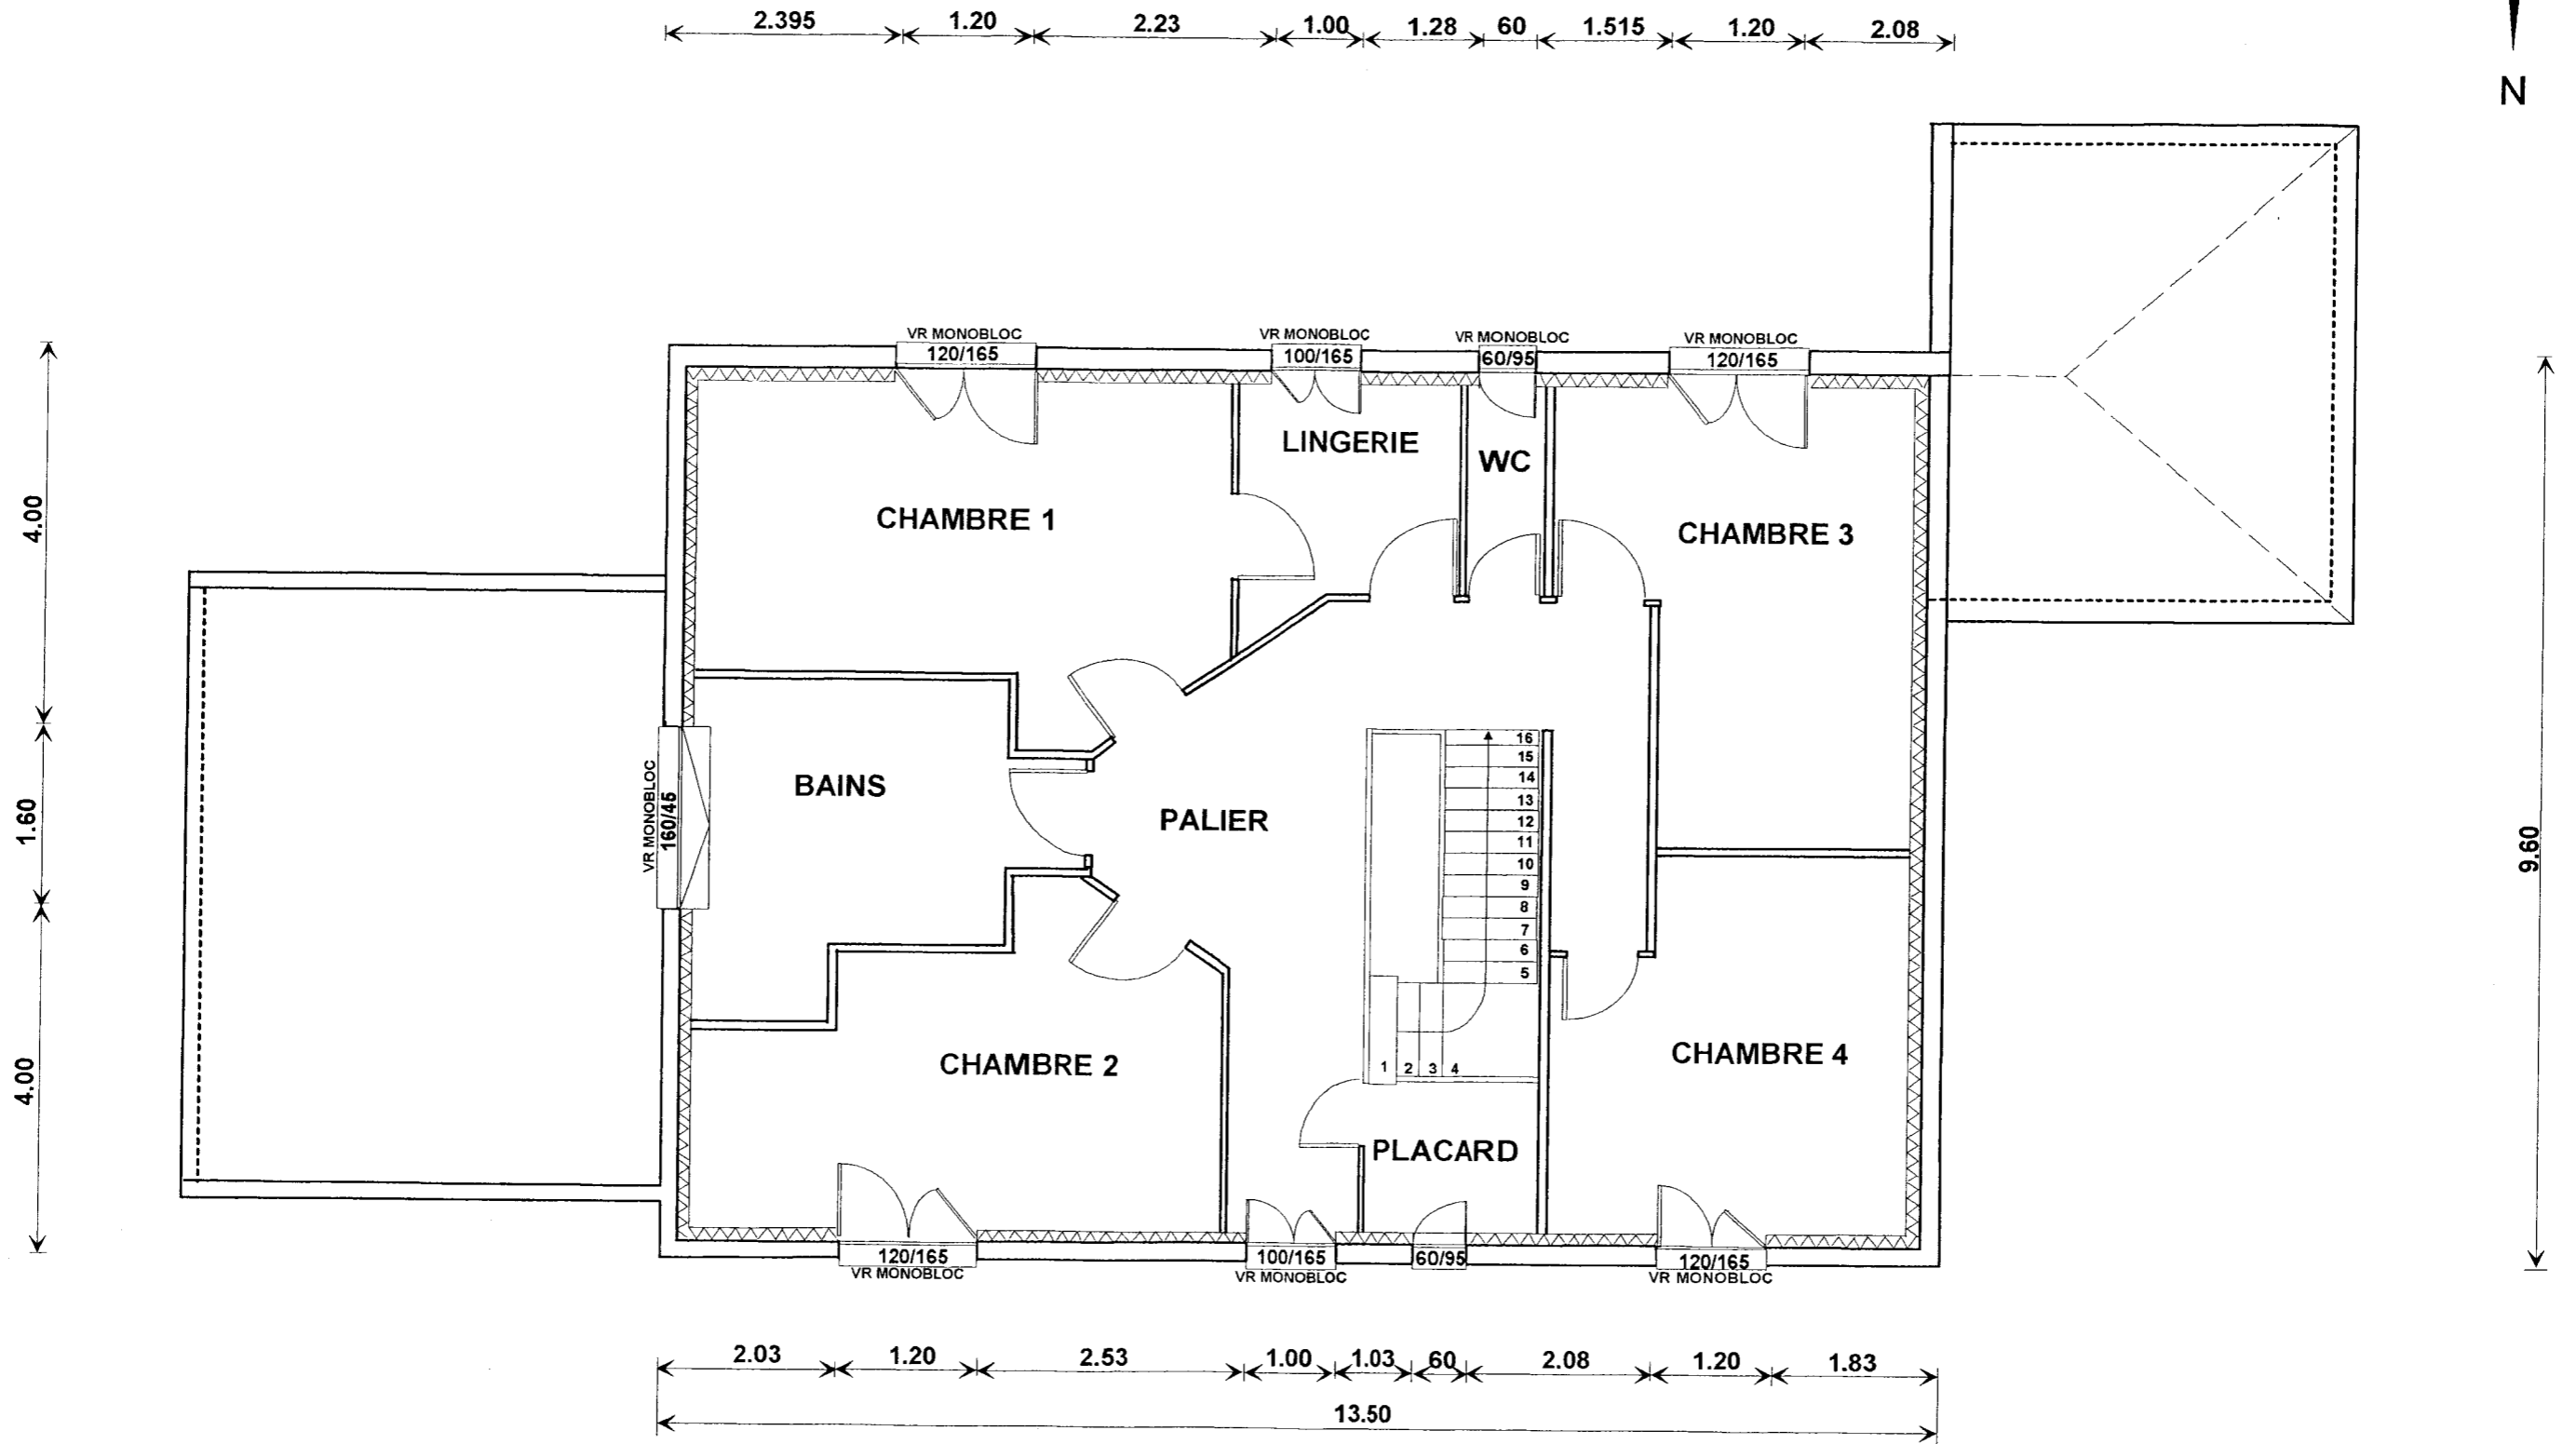 2.395 1.20 2.23 1.00 1.28 60 1.515 1.20 2.08
N
VR MONOBLOC VR MONOBLOC VR MONOBLOC VR MONOBLOC
120/165 100/165 60/95 120/165
LINGERIE
WC
CHAMBRE 1
CHAMBRE 3
4.00
16
15
14
13
12
11
10
9
8
7
6
5
BAINS
PALIER
VR MONOBLOC
160/45
1.60
9.60
CHAMBRE 2
CHAMBRE 4
1 2 3 4
4.00
PLACARD
120/165 100/165 60/95 120/165
VR MONOBLOC VR MONOBLOC VR MONOBLOC
2.03 1.20 2.53 1.00 1.03 60 2.08 1.20 1.83
13.50